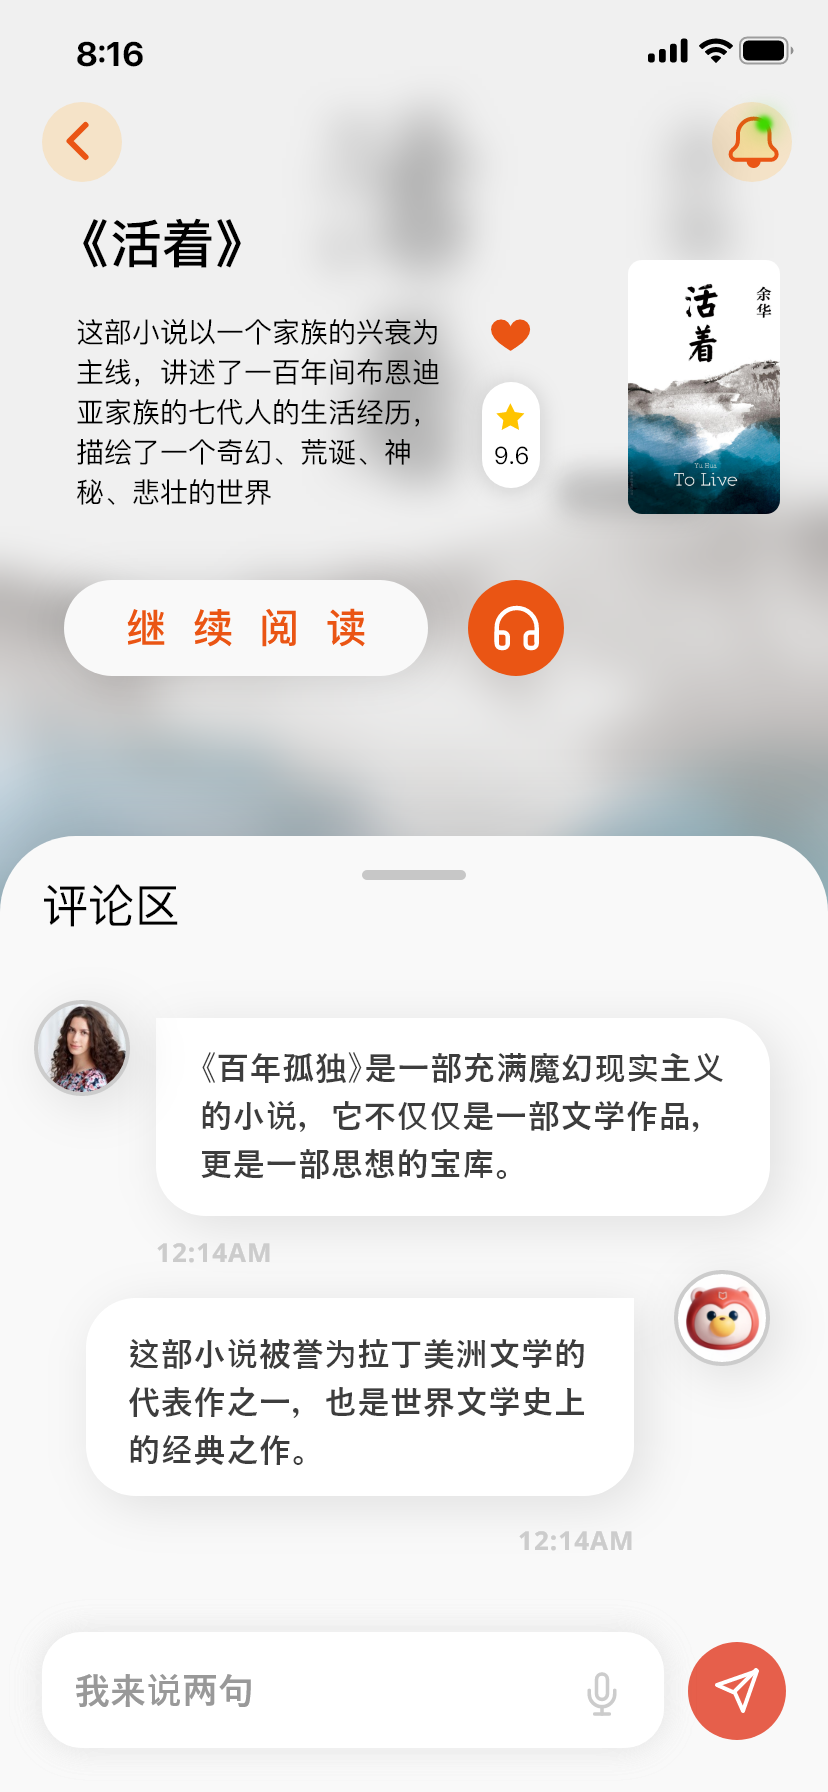 8:16
《活着》
这部小说以一个家族的兴衰为
主线，讲述了一百年间布恩迪
亚家族的七代人的生活经历，
描绘了一个奇幻、荒诞、神
秘、悲壮的世界
9.6
活着
余华
Yu Hua
To Live
继续阅读
评论区
《百年孤独》是一部充满魔幻现实主义
的小说，它不仅仅是一部文学作品，
更是一部思想的宝库。
12:14AM
这部小说被誉为拉丁美洲文学的
代表作之一，也是世界文学史上
的经典之作。
12:14AM
我来说两句